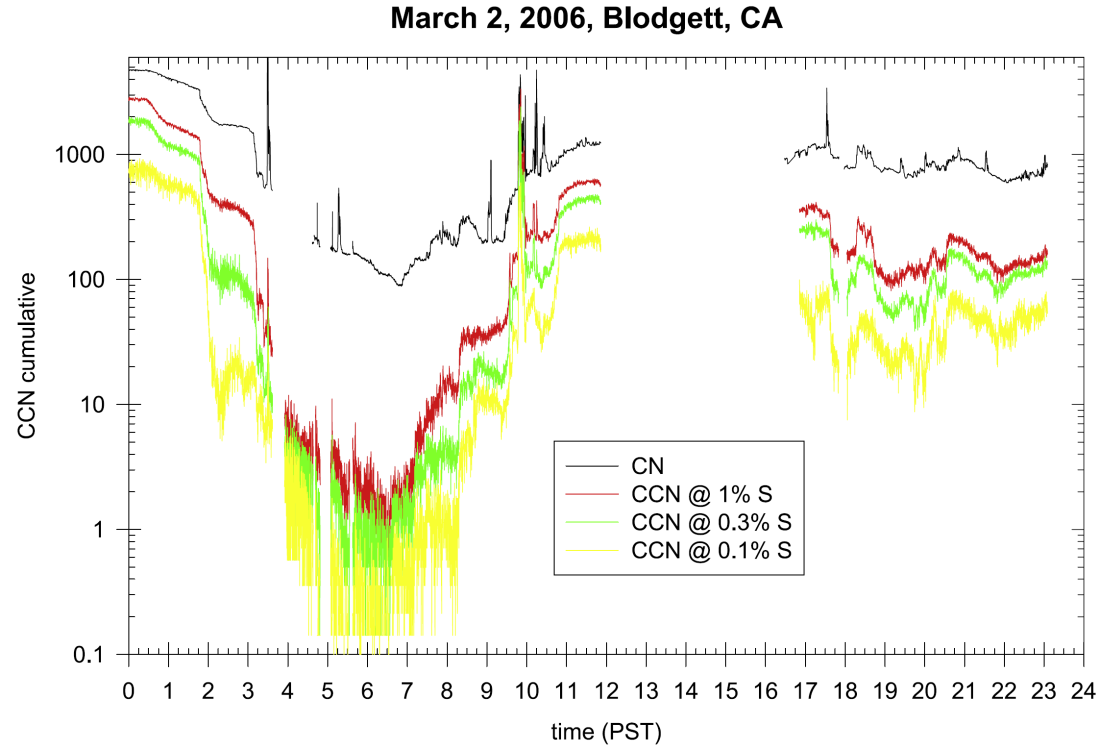 March 2, 2006, Blodgett, CA
CCN cumulative
1000
100
10
1
0.1
CN
CCN @ 1% S
CCN @ 0.3% S
CCN @ 0.1% S
0 1 2 3 4 5 6 7 8 9 10 11 12 13 14 15 16 17 18 19 20 21 22 23 24
time (PST)